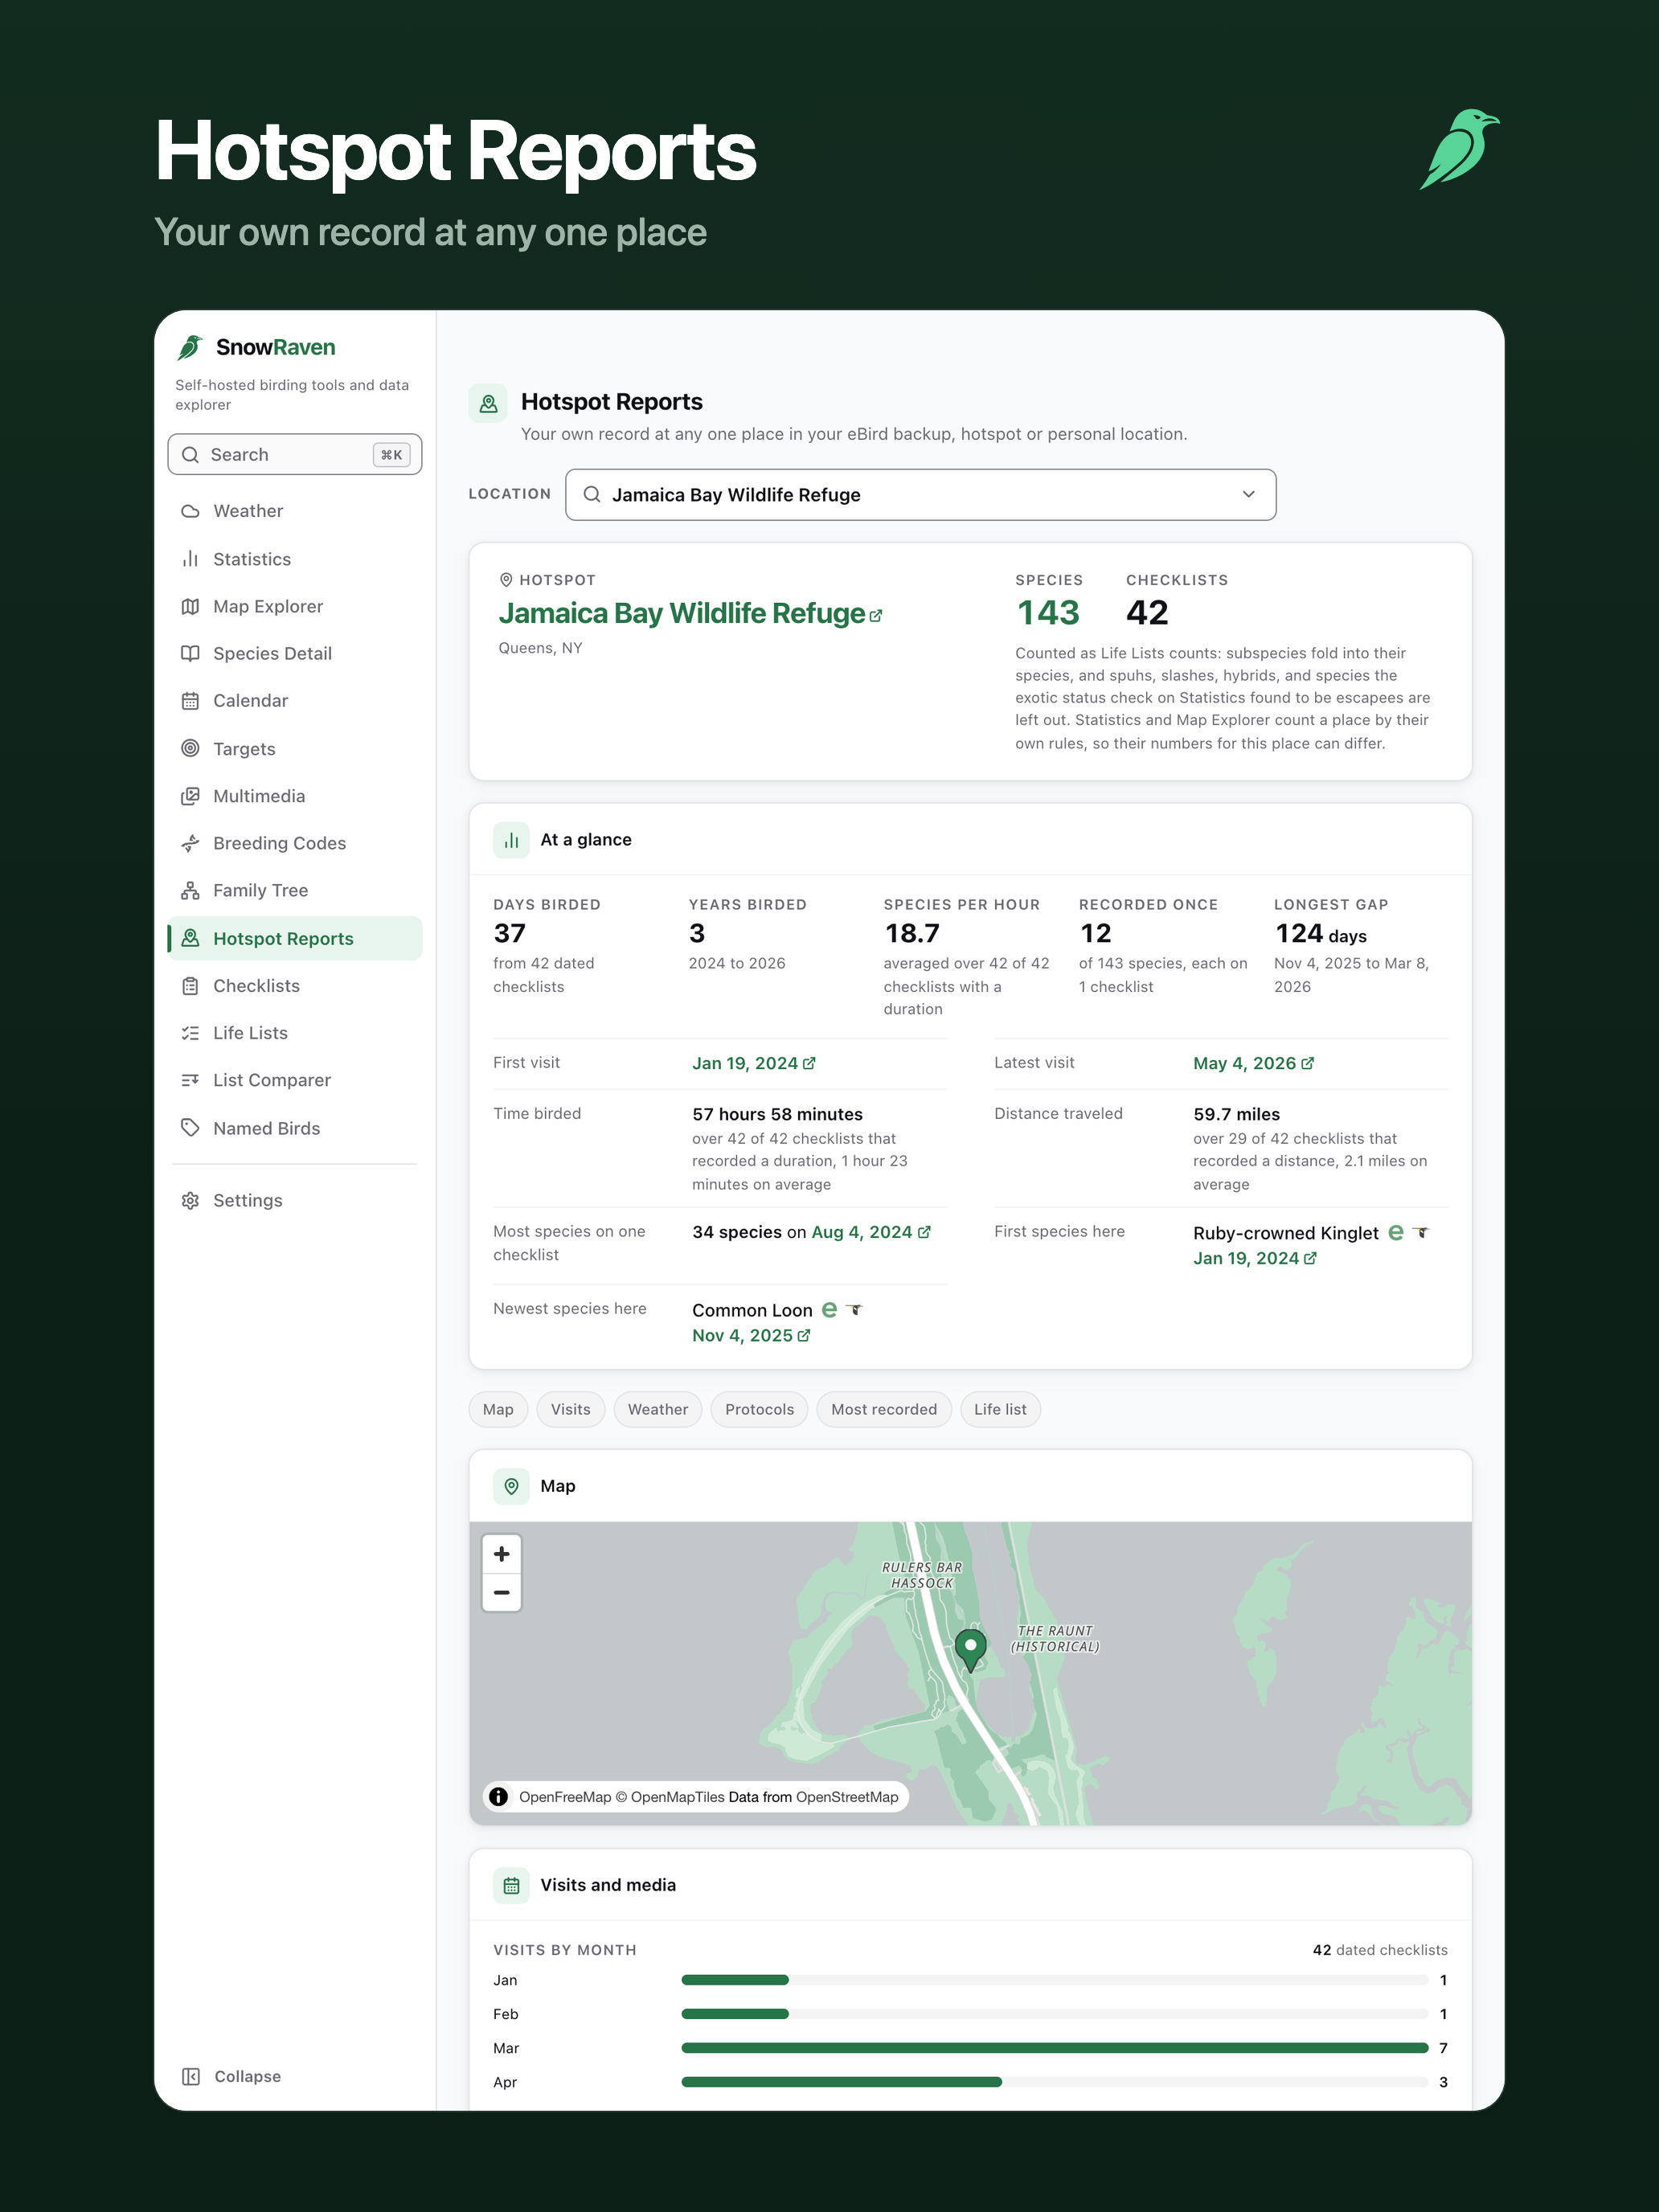 Hotspot Reports
Your own record at any one place
SnowRaven
Self-hosted birding tools and data
explorer
Search ⌘K
Weather
Statistics
Map Explorer
Species Detail
Calendar
Targets
Multimedia
Breeding Codes
Family Tree
Hotspot Reports
Checklists
Life Lists
List Comparer
Named Birds
Settings
Collapse
Hotspot Reports
Your own record at any one place in your eBird backup, hotspot or personal location.
LOCATION Jamaica Bay Wildlife Refuge
HOTSPOT
Jamaica Bay Wildlife Refuge
Queens, NY
SPECIES CHECKLISTS
143 42
Counted as Life Lists counts: subspecies fold into their
species, and spuhs, slashes, hybrids, and species the
exotic status check on Statistics found to be escapees are
left out. Statistics and Map Explorer count a place by their
own rules, so their numbers for this place can differ.
At a glance
DAYS BIRDED
37
from 42 dated
checklists
YEARS BIRDED
3
2024 to 2026
SPECIES PER HOUR
18.7
averaged over 42 of 42
checklists with a
duration
RECORDED ONCE
12
of 143 species, each on
1 checklist
LONGEST GAP
124 days
Nov 4, 2025 to Mar 8,
2026
First visit Jan 19, 2024
Latest visit May 4, 2026
Time birded 57 hours 58 minutes
over 42 of 42 checklists that
recorded a duration, 1 hour 23
minutes on average
Distance traveled 59.7 miles
over 29 of 42 checklists that
recorded a distance, 2.1 miles on
average
Most species on one
checklist
34 species on Aug 4, 2024
First species here Ruby-crowned Kinglet e
Jan 19, 2024
Newest species here Common Loon e
Nov 4, 2025
Map Visits Weather Protocols Most recorded Life list
Map
+
−
RULERS BAR
HASSOCK
THE RAUNT
(HISTORICAL)
OpenFreeMap © OpenMapTiles Data from OpenStreetMap
Visits and media
VISITS BY MONTH 42 dated checklists
Jan 1
Feb 1
Mar 7
Apr 3